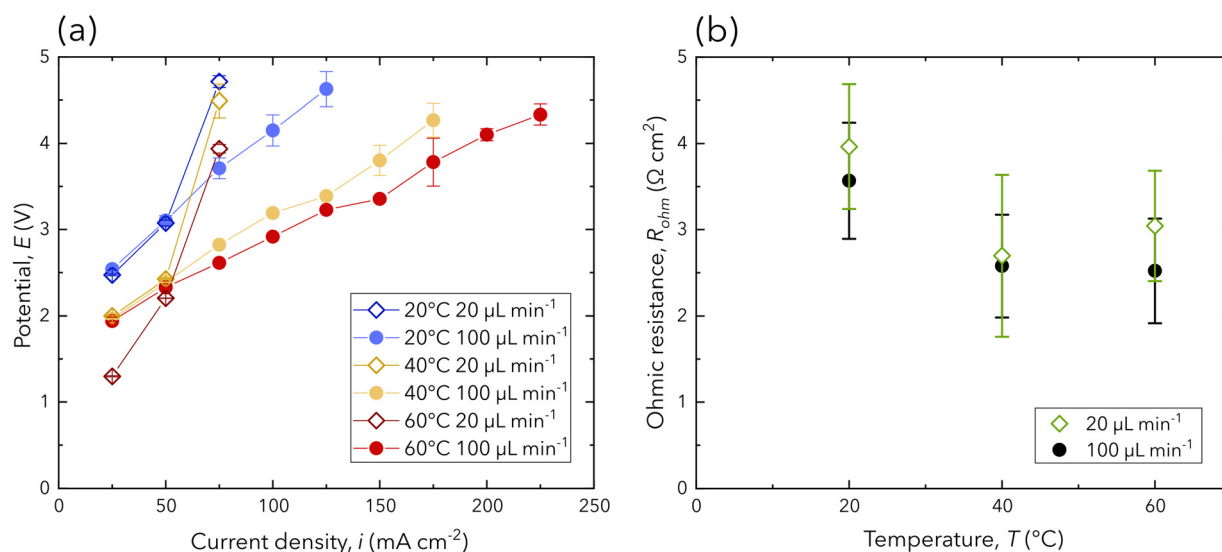 (a)
Potential, E (V)
5
4
3
2
1
0
0 50 100 150 200 250
Current density, i (mA cm⁻²)
20°C 20 µL min⁻¹
20°C 100 µL min⁻¹
40°C 20 µL min⁻¹
40°C 100 µL min⁻¹
60°C 20 µL min⁻¹
60°C 100 µL min⁻¹
(b)
Ohmic resistance, Rₒₕₘ (Ω cm²)
5
4
3
2
1
0
0 20 40 60
Temperature, T (°C)
20 µL min⁻¹
100 µL min⁻¹